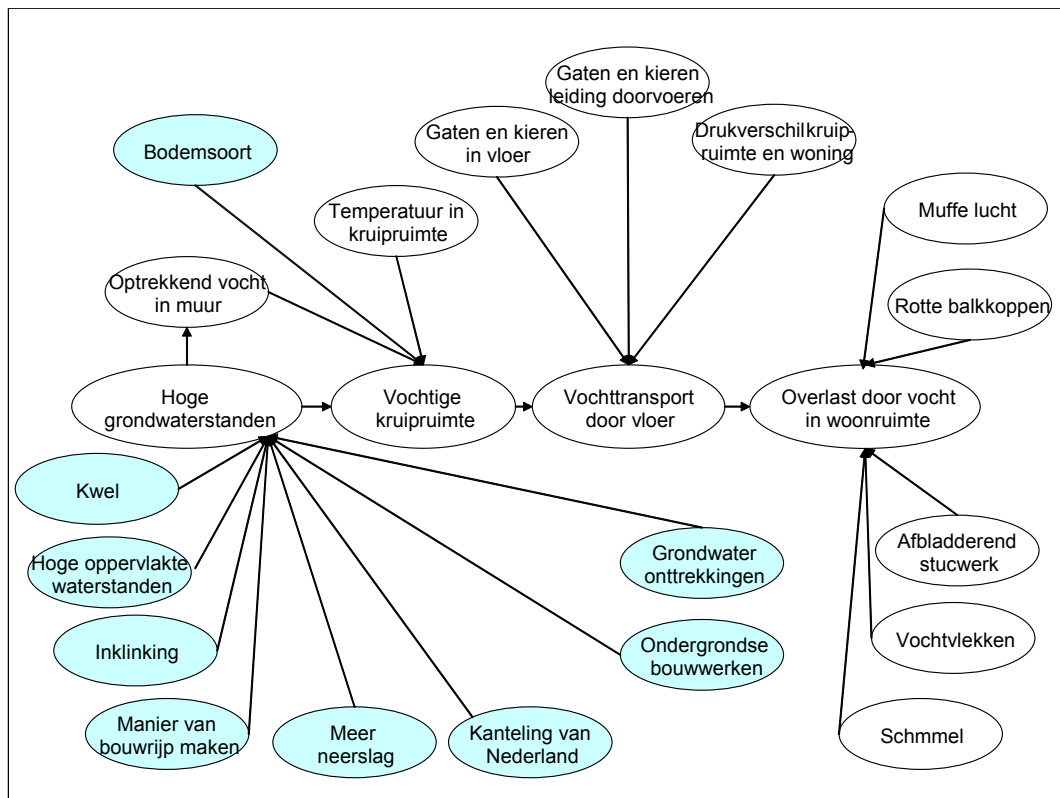 Gaten en kieren
leiding doorvoeren
Gaten en kieren
in vloer
Drukverschilkruip-
ruimte en woning
Bodemsoort
Temperatuur in
kruipruimte
Muffe lucht
Optrekkend vocht
in muur
Rotte balkkoppen
Hoge
grondwaterstanden
Vochtige
kruipruimte
Vochttransport
door vloer
Overlast door vocht
in woonruimte
Kwel
Hoge oppervlakte
waterstanden
Grondwater
onttrekkingen
Afbladderend
stucwerk
Inklinking
Ondergrondse
bouwwerken
Vochtvlekken
Manier van
bouwrijp maken
Meer
neerslag
Kanteling van
Nederland
Schmmel